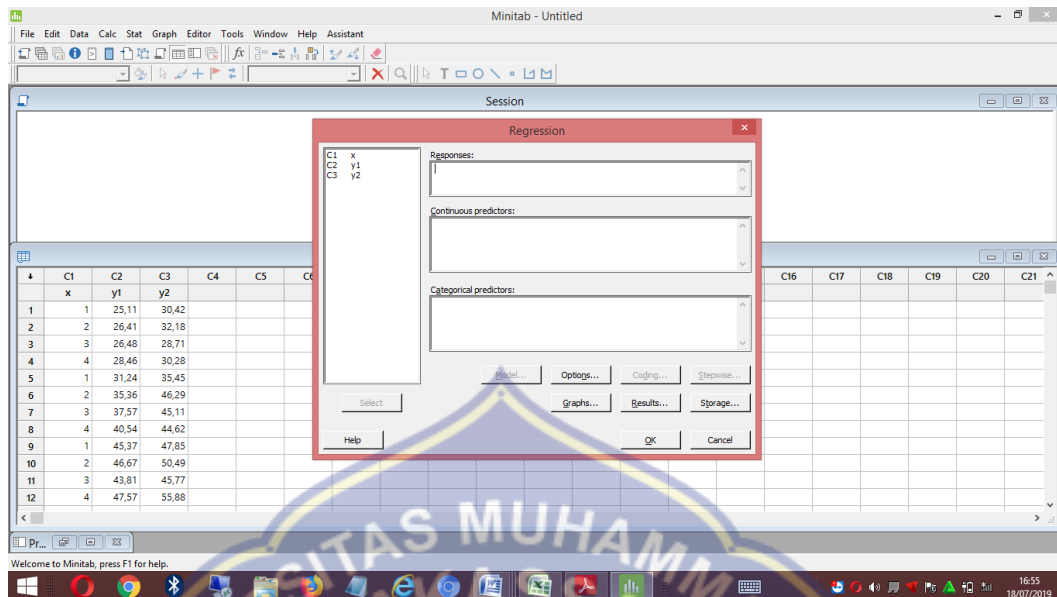 Minitab - Untitled
File Edit Data Calc Stat Graph Editor Tools Window Help Assistant
Session
Regression
C1 x
C2 y1
C3 y2
Responses:
Continuous predictors:
Categorical predictors:
Model... Options... Coding... Stepwise...
Select Graphs... Results... Storage...
Help OK Cancel
C1 C2 C3 C4 C5 C16 C17 C18 C19 C20 C21
x y1 y2
1 1 25,11 30,42
2 2 26,41 32,18
3 3 26,48 28,71
4 4 28,46 30,28
5 1 31,24 35,45
6 2 35,36 46,29
7 3 37,57 45,11
8 4 40,54 44,62
9 1 45,37 47,85
10 2 46,67 50,49
11 3 43,81 45,77
12 4 47,57 55,88
Pr...
Welcome to Minitab, press F1 for help.
SITAS MUHAMM
16:55
18/07/2019